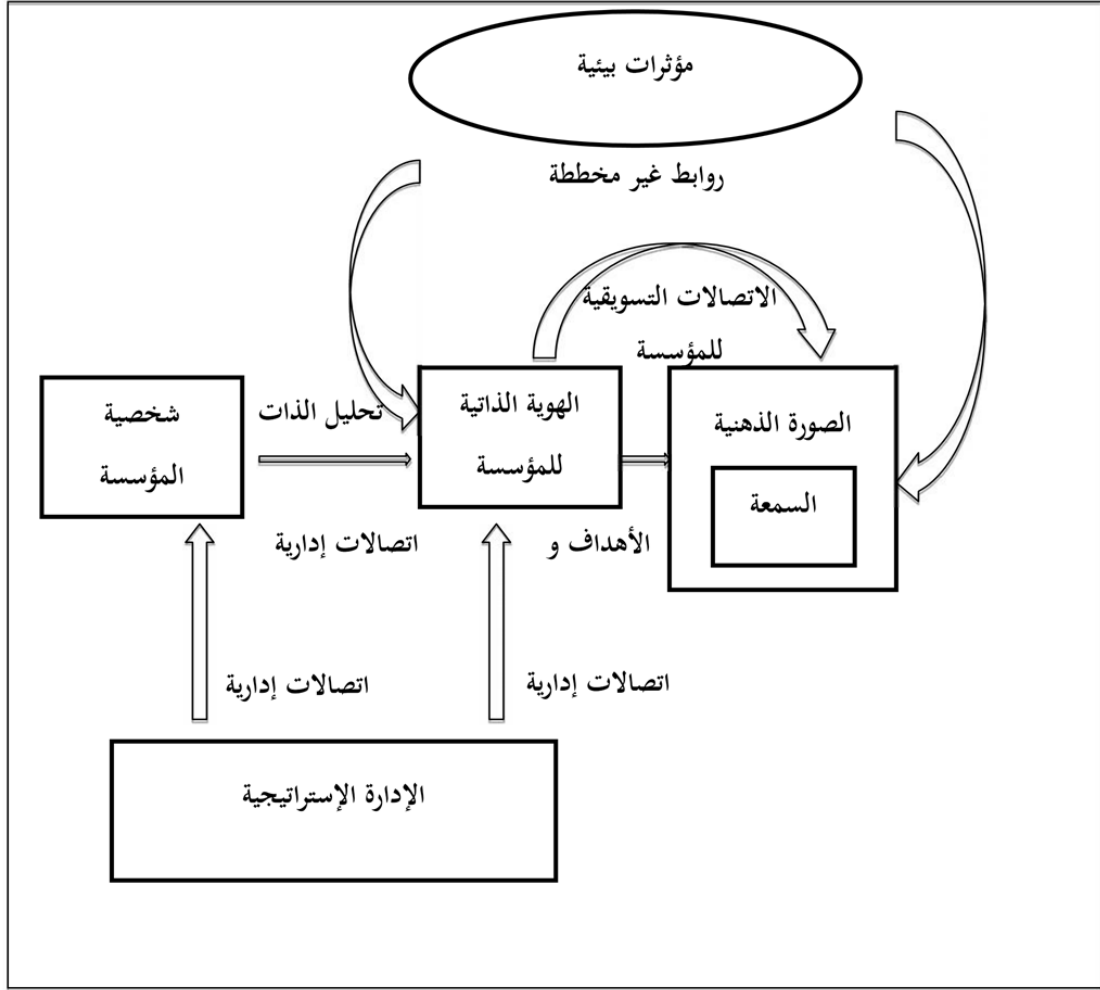 مؤثرات بيئية
روابط غير مخططة
الاتصالات التسويقية
للمؤسسة
شخصية
المؤسسة
تحليل الذات
الهوية الذاتية
للمؤسسة
الصورة الذهنية
السمعة
اتصالات إدارية
الأهداف و
اتصالات إدارية
اتصالات إدارية
الإدارة الإستراتيجية